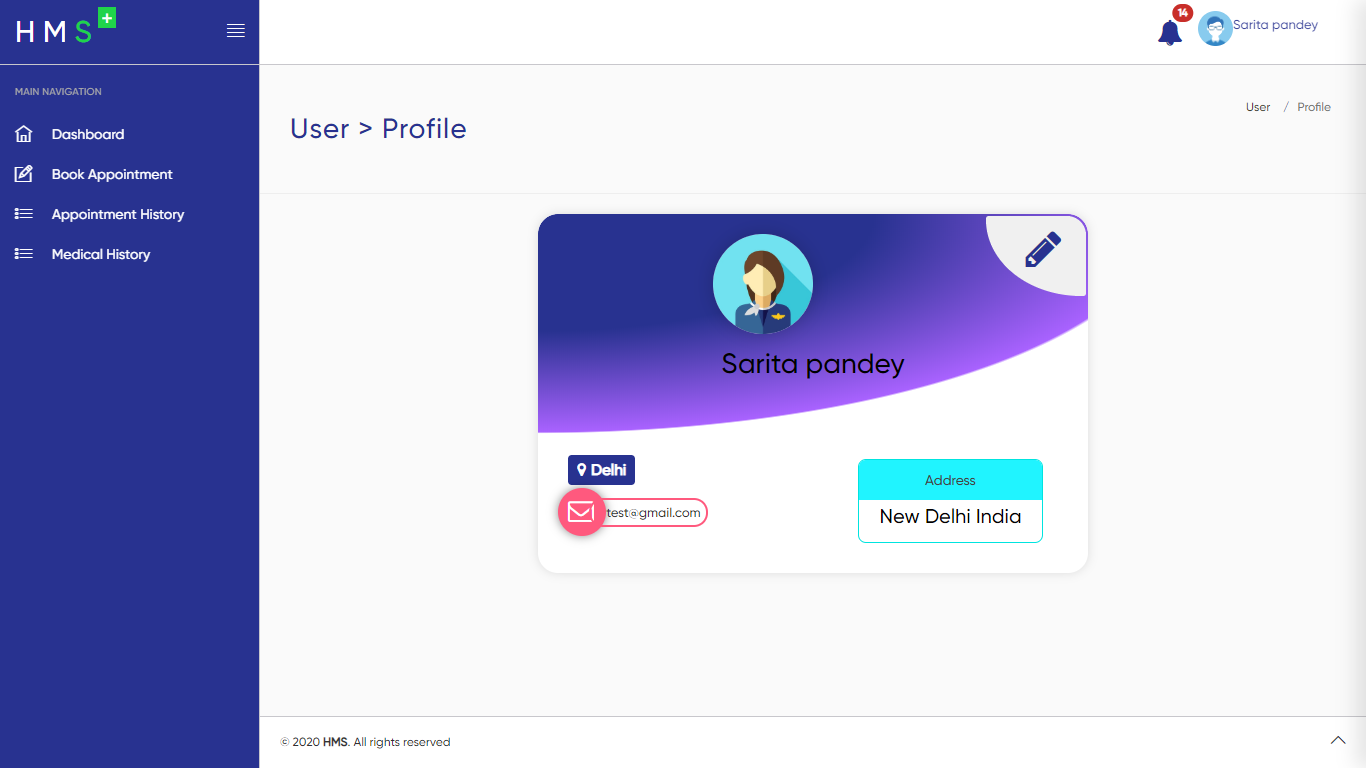 HMS+
14
Sarita pandey
MAIN NAVIGATION
Dashboard
Book Appointment
Appointment History
Medical History
User > Profile
User / Profile
Sarita pandey
Delhi
test@gmail.com
Address
New Delhi India
© 2020 HMS. All rights reserved